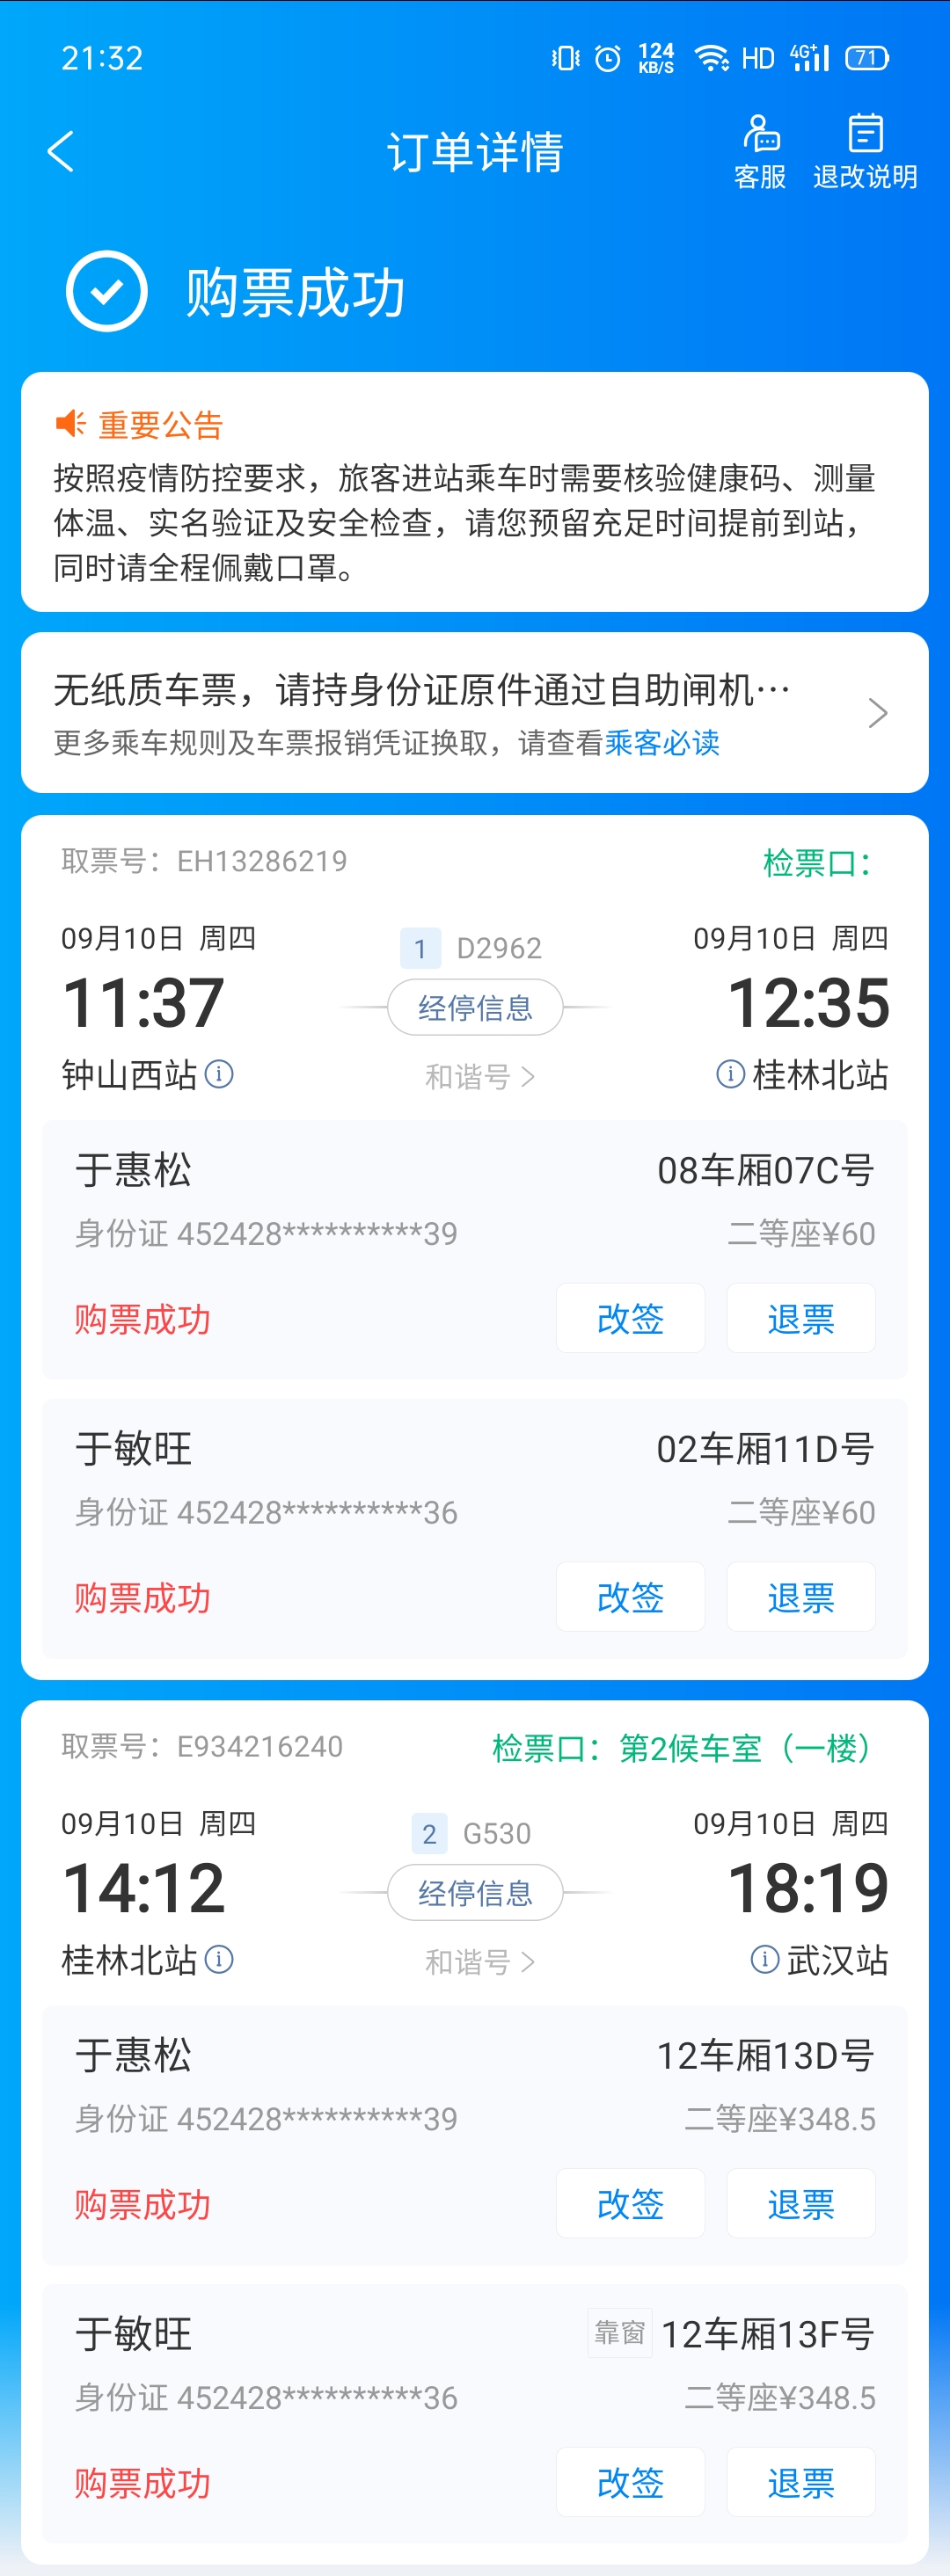 21:32
124 KB/S HD 4G+ 71
订单详情
客服 退改说明
购票成功
重要公告
按照疫情防控要求，旅客进站乘车时需要核验健康码、测量
体温、实名验证及安全检查，请您预留充足时间提前到站，
同时请全程佩戴口罩。
无纸质车票，请持身份证原件通过自助闸机···
更多乘车规则及车票报销凭证换取，请查看乘客必读
取票号：EH13286219 检票口：
09月10日 周四 1 D2962 09月10日 周四
11:37 经停信息 12:35
钟山西站 和谐号 桂林北站
于惠松 08车厢07C号
身份证 452428**********39 二等座¥60
购票成功 改签 退票
于敏旺 02车厢11D号
身份证 452428**********36 二等座¥60
购票成功 改签 退票
取票号：E934216240 检票口：第2候车室（一楼）
09月10日 周四 2 G530 09月10日 周四
14:12 经停信息 18:19
桂林北站 和谐号 武汉站
于惠松 12车厢13D号
身份证 452428**********39 二等座¥348.5
购票成功 改签 退票
于敏旺 靠窗 12车厢13F号
身份证 452428**********36 二等座¥348.5
购票成功 改签 退票